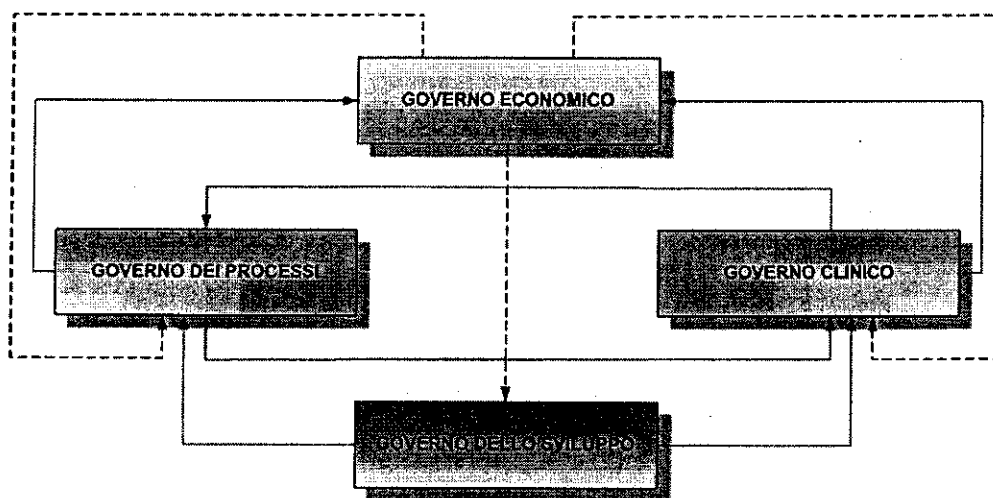 GOVERNO ECONOMICO
GOVERNO DEI PROCESSI
GOVERNO CLINICO
GOVERNO DELLO SVILUPPO